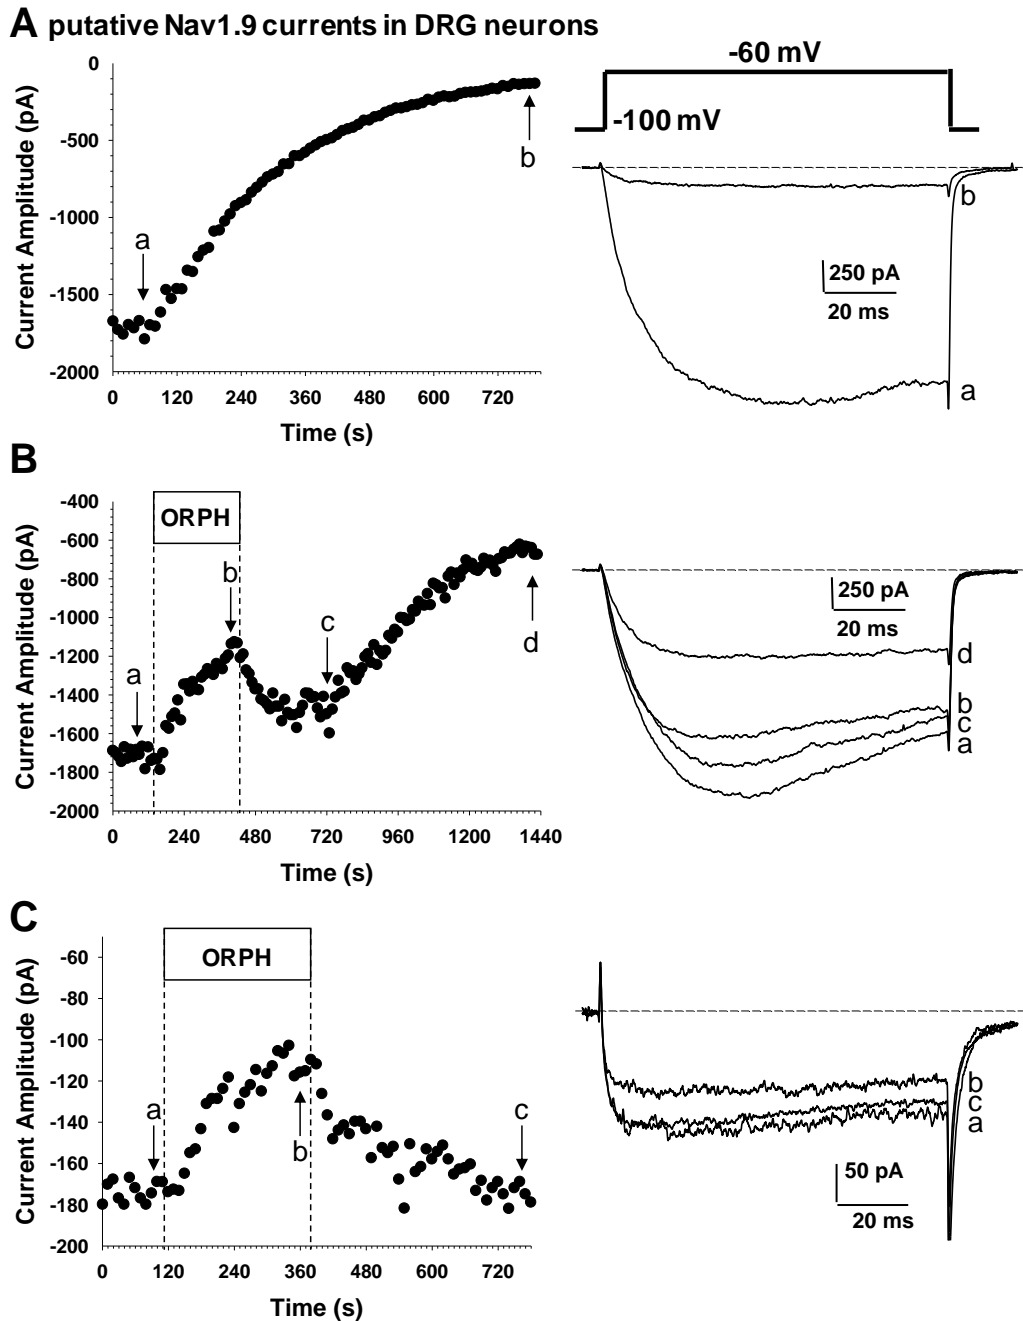 A putative Nav1.9 currents in DRG neurons
Current Amplitude (pA)
0
-500
-1000
-1500
-2000
a
b
0 120 240 360 480 600 720
Time (s)
-60 mV
-100 mV
b
250 pA
20 ms
a
B
Current Amplitude (pA)
-400
-600
-800
-1000
-1200
-1400
-1600
-1800
-2000
ORPH
a
b
c
d
0 240 480 720 960 1200 1440
Time (s)
250 pA
20 ms
d
b
c
a
C
Current Amplitude (pA)
-60
-80
-100
-120
-140
-160
-180
-200
ORPH
a
b
c
0 120 240 360 480 600 720
Time (s)
b
c
a
50 pA
20 ms